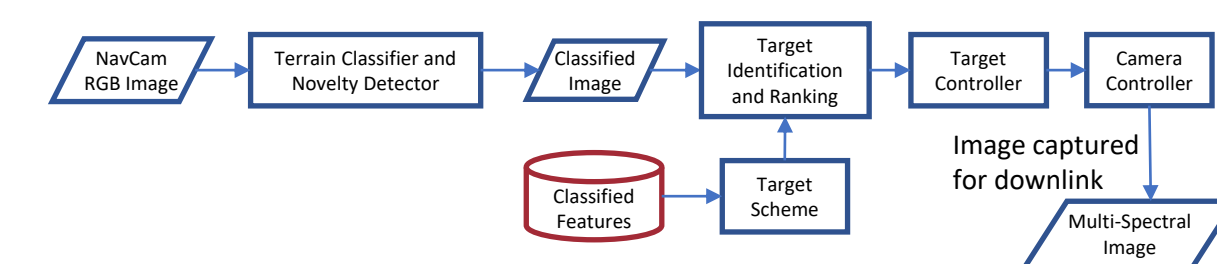 NavCam
RGB Image
Terrain Classifier and
Novelty Detector
Classified
Image
Target
Identification
and Ranking
Target
Controller
Camera
Controller
Classified
Features
Target
Scheme
Image captured
for downlink
Multi-Spectral
Image